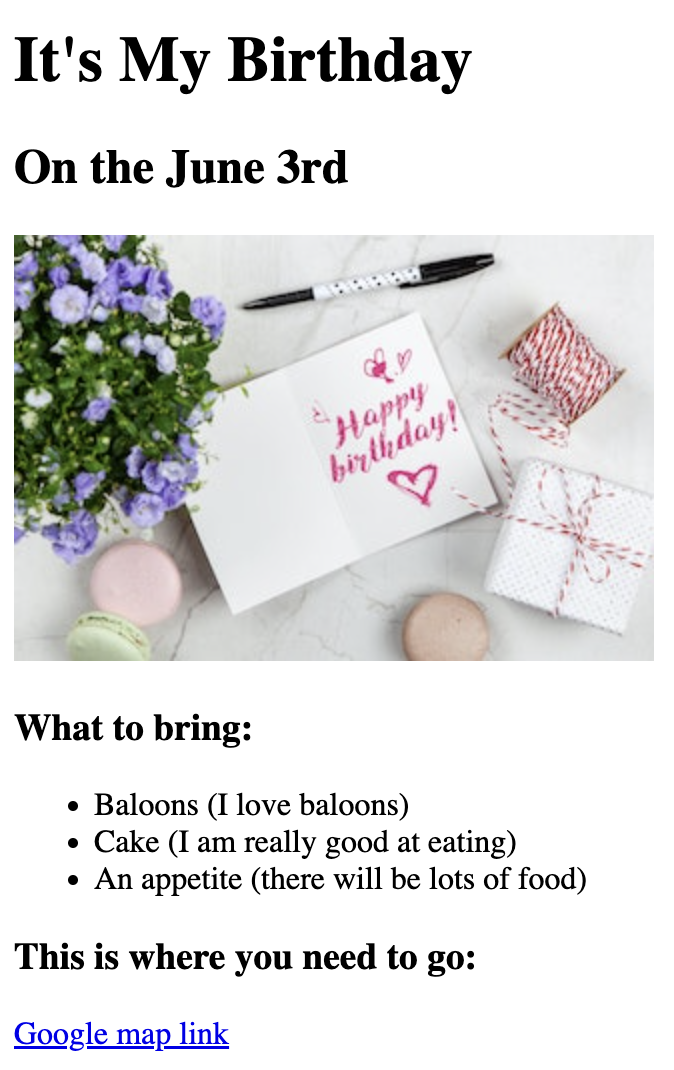 It's My Birthday
On the June 3rd
Happy
birthday!
What to bring:
Baloons (I love baloons)
Cake (I am really good at eating)
An appetite (there will be lots of food)
This is where you need to go:
Google map link